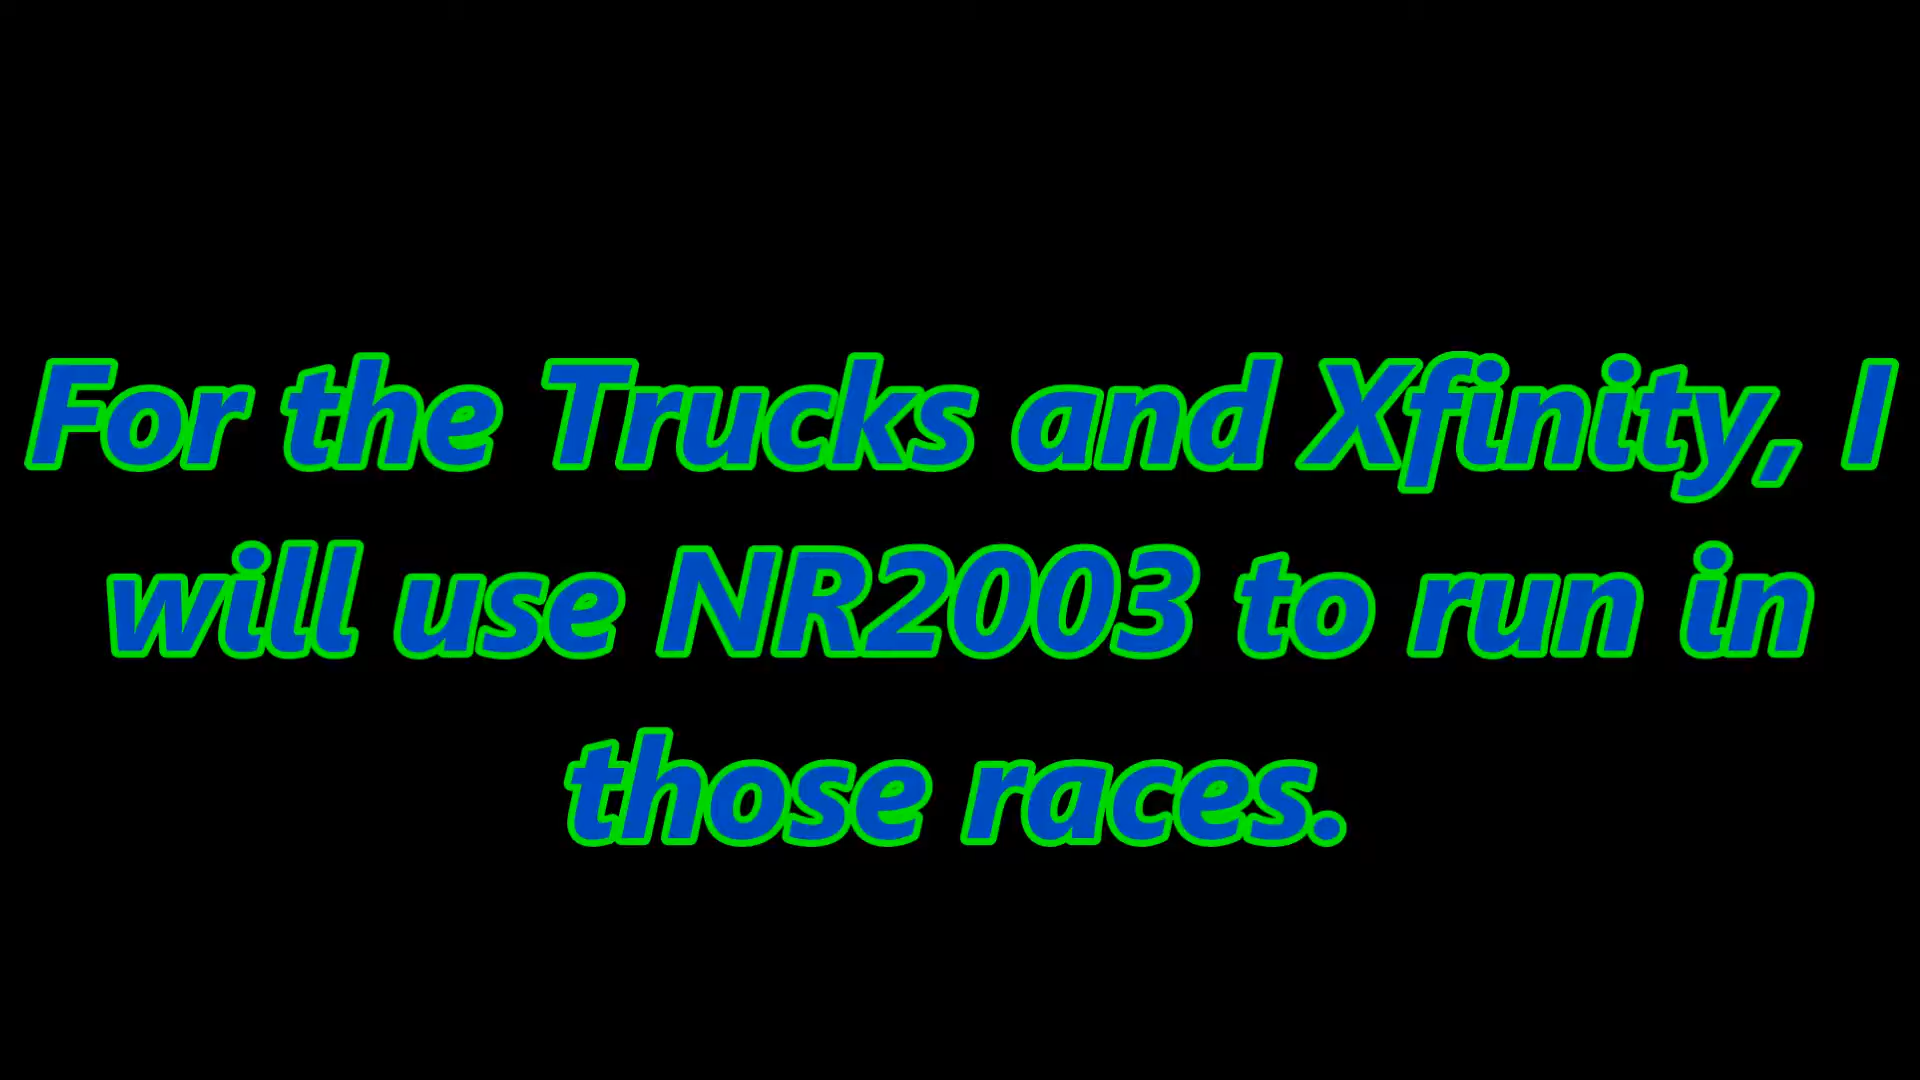 For the Trucks and Xfinity, I
will use NR2003 to run in
those races.